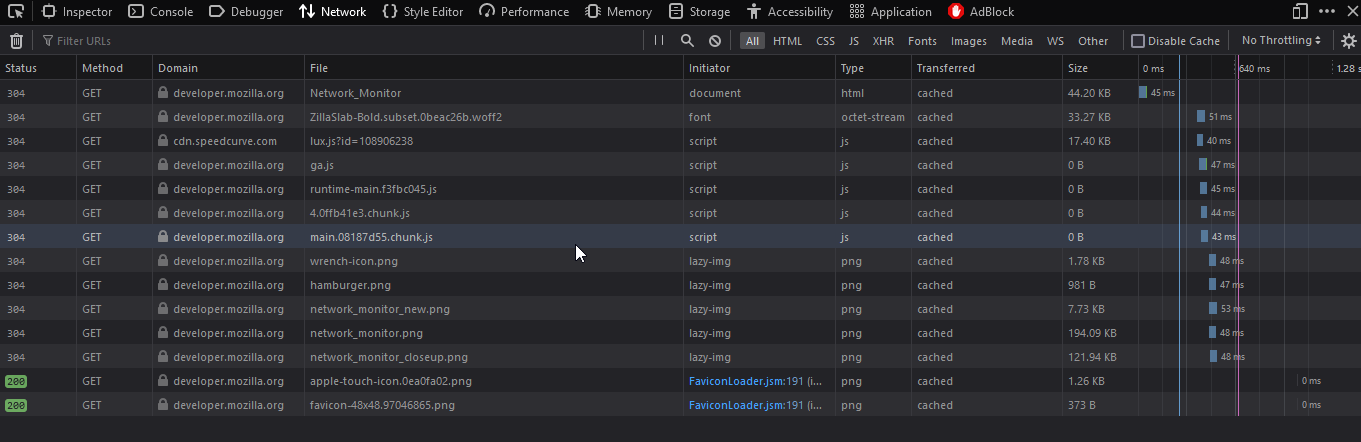 Inspector Console Debugger Network Style Editor Performance Memory Storage Accessibility Application AdBlock
Filter URLs All HTML CSS JS XHR Fonts Images Media WS Other Disable Cache No Throttling
Status Method Domain File Initiator Type Transferred Size 0 ms 640 ms 1.28 s
304 GET developer.mozilla.org Network_Monitor document html cached 44.20 KB 45 ms
304 GET developer.mozilla.org ZillaSlab-Bold.subset.0beac26b.woff2 font octet-stream cached 33.27 KB 51 ms
304 GET cdn.speedcurve.com lux.js?id=108906238 script js cached 17.40 KB 40 ms
304 GET developer.mozilla.org ga.js script js cached 0 B 47 ms
304 GET developer.mozilla.org runtime-main.f3fbc045.js script js cached 0 B 45 ms
304 GET developer.mozilla.org 4.0ffb41e3.chunk.js script js cached 0 B 44 ms
304 GET developer.mozilla.org main.08187d55.chunk.js script js cached 0 B 43 ms
304 GET developer.mozilla.org wrench-icon.png lazy-img png cached 1.78 KB 48 ms
304 GET developer.mozilla.org hamburger.png lazy-img png cached 981 B 47 ms
304 GET developer.mozilla.org network_monitor_new.png lazy-img png cached 7.73 KB 53 ms
304 GET developer.mozilla.org network_monitor.png lazy-img png cached 194.09 KB 48 ms
304 GET developer.mozilla.org network_monitor_closeup.png lazy-img png cached 121.94 KB 48 ms
200 GET developer.mozilla.org apple-touch-icon.0ea0fa02.png FaviconLoader.jsm:191 (i... png cached 1.26 KB 0 ms
200 GET developer.mozilla.org favicon-48x48.97046865.png FaviconLoader.jsm:191 (i... png cached 373 B 0 ms